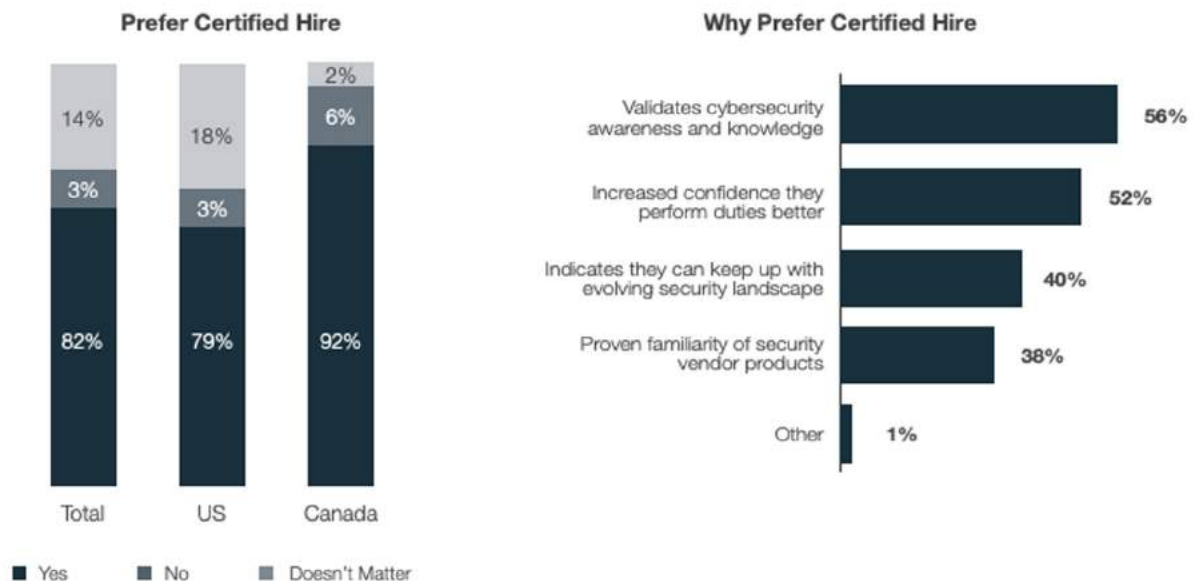 Prefer Certified Hire
14%
3%
82%
Total
18%
3%
79%
US
2%
6%
92%
Canada
Yes
No
Doesn't Matter
Why Prefer Certified Hire
Validates cybersecurity
awareness and knowledge
56%
Increased confidence they
perform duties better
52%
Indicates they can keep up with
evolving security landscape
40%
Proven familiarity of security
vendor products
38%
Other
1%